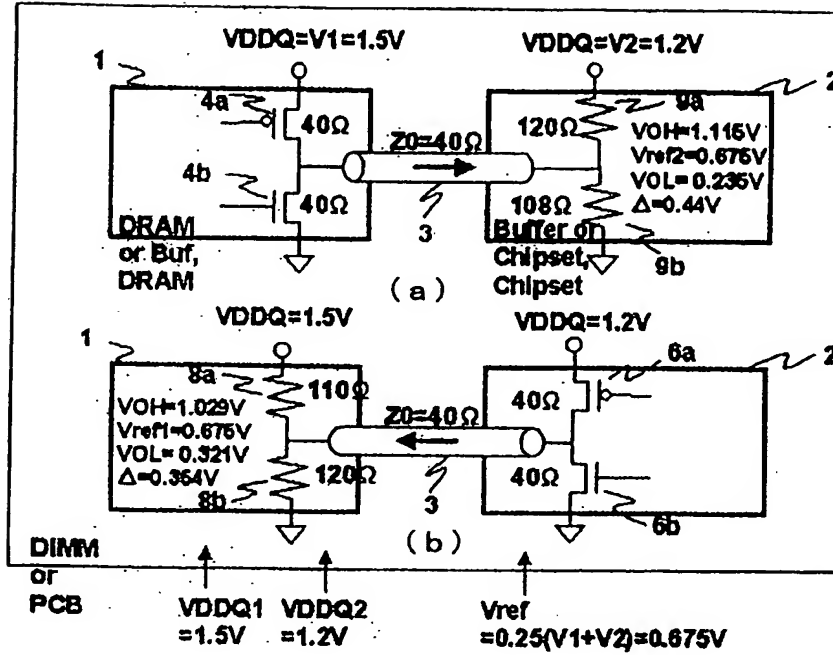 VDDQ=V1=1.5V
VDDQ=V2=1.2V
1
2
4a
40Ω
4b
40Ω
DRAM
or Buf,
DRAM
Z0=40Ω
3
120Ω
9a
VOH=1.115V
Vref2=0.675V
VOL=0.235V
Δ=0.44V
108Ω
9b
Buffer or
Chipset,
Chipset
(a)
VDDQ=1.5V
VDDQ=1.2V
1
2
8a
110Ω
VOH=1.029V
Vref1=0.675V
VOL=0.321V
Δ=0.354V
120Ω
8b
Z0=40Ω
3
6a
40Ω
40Ω
6b
(b)
DIMM
or
PCB
VDDQ1
=1.5V
VDDQ2
=1.2V
Vref
=0.25(V1+V2)=0.675V